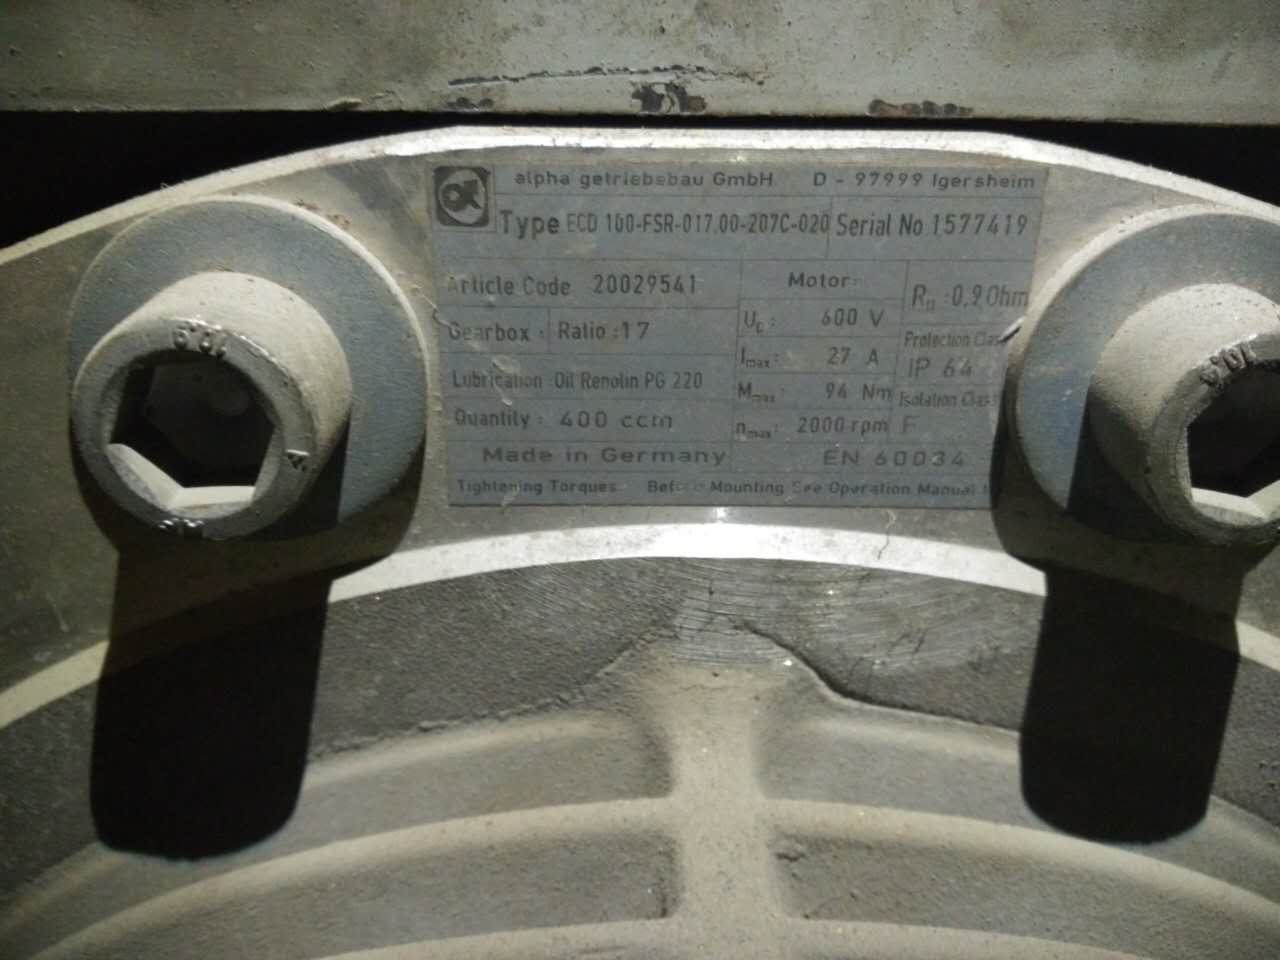 alpha getriebebau GmbH D - 97999 Igersheim
Type ECD 100-FSR-017.00-207C-020 Serial No 1577419
Article Code 20029541
Gearbox: Ratio: 17
Lubrication: Oil Renolin PG 220
Quantity: 400 ccm
Motor:
U₀: 600 V
Imax: 27 A
Mmax: 94 Nm
nmax: 2000 rpm
: 0,9 Ohm
Protection Class
IP 64
Isolation Class
F
Made in Germany EN 60034
Tightening Torques Before Mounting See Operation Manual !
10.9
A